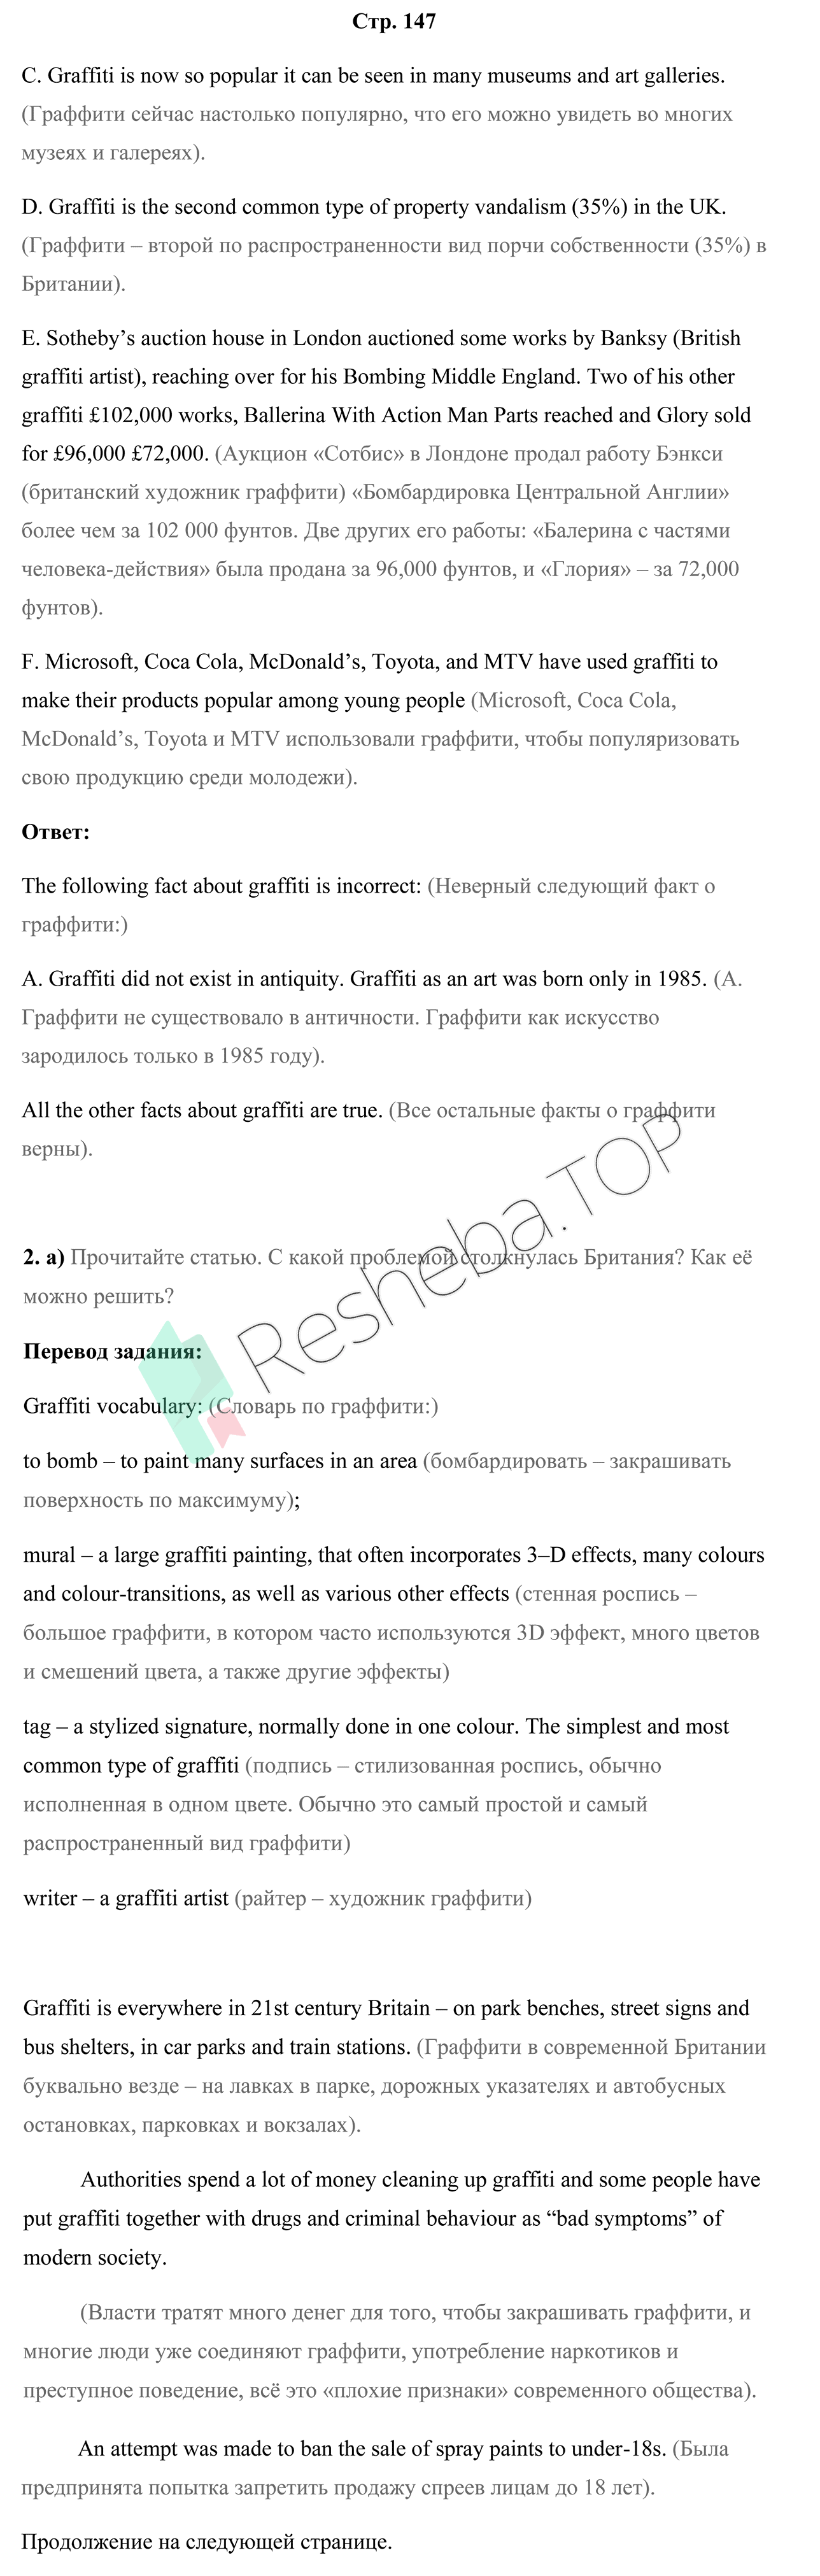 Стр. 147
C. Graffiti is now so popular it can be seen in many museums and art galleries.
(Граффити сейчас настолько популярно, что его можно увидеть во многих
музеях и галереях).
D. Graffiti is the second common type of property vandalism (35%) in the UK.
(Граффити – второй по распространенности вид порчи собственности (35%) в
Британии).
E. Sotheby’s auction house in London auctioned some works by Banksy (British
graffiti artist), reaching over for his Bombing Middle England. Two of his other
graffiti £102,000 works, Ballerina With Action Man Parts reached and Glory sold
for £96,000 £72,000. (Аукцион «Сотбис» в Лондоне продал работу Бэнкси
(британский художник граффити) «Бомбардировка Центральной Англии»
более чем за 102 000 фунтов. Две других его работы: «Балерина с частями
человека-действия» была продана за 96,000 фунтов, и «Глория» – за 72,000
фунтов).
F. Microsoft, Coca Cola, McDonald’s, Toyota, and MTV have used graffiti to
make their products popular among young people (Microsoft, Coca Cola,
McDonald’s, Toyota и MTV использовали граффити, чтобы популяризовать
свою продукцию среди молодежи).
Ответ:
The following fact about graffiti is incorrect: (Неверный следующий факт о
граффити:)
A. Graffiti did not exist in antiquity. Graffiti as an art was born only in 1985. (А.
Граффити не существовало в античности. Граффити как искусство
зародилось только в 1985 году).
All the other facts about graffiti are true. (Все остальные факты о граффити
верны).
2. a) Прочитайте статью. С какой проблемой столкнулась Британия? Как её
можно решить?
Перевод задания:
Graffiti vocabulary: (Словарь по граффити:)
to bomb – to paint many surfaces in an area (бомбардировать – закрашивать
поверхность по максимуму);
mural – a large graffiti painting, that often incorporates 3–D effects, many colours
and colour-transitions, as well as various other effects (стенная роспись –
большое граффити, в котором часто используются 3D эффект, много цветов
и смешений цвета, а также другие эффекты)
tag – a stylized signature, normally done in one colour. The simplest and most
common type of graffiti (подпись – стилизованная роспись, обычно
исполненная в одном цвете. Обычно это самый простой и самый
распространенный вид граффити)
writer – a graffiti artist (райтер – художник граффити)
Graffiti is everywhere in 21st century Britain – on park benches, street signs and
bus shelters, in car parks and train stations. (Граффити в современной Британии
буквально везде – на лавках в парке, дорожных указателях и автобусных
остановках, парковках и вокзалах).
Authorities spend a lot of money cleaning up graffiti and some people have
put graffiti together with drugs and criminal behaviour as “bad symptoms” of
modern society.
(Власти тратят много денег для того, чтобы закрашивать граффити, и
многие люди уже соединяют граффити, употребление наркотиков и
преступное поведение, всё это «плохие признаки» современного общества).
An attempt was made to ban the sale of spray paints to under-18s. (Была
предпринята попытка запретить продажу спреев лицам до 18 лет).
Продолжение на следующей странице.
Resheba.TOP